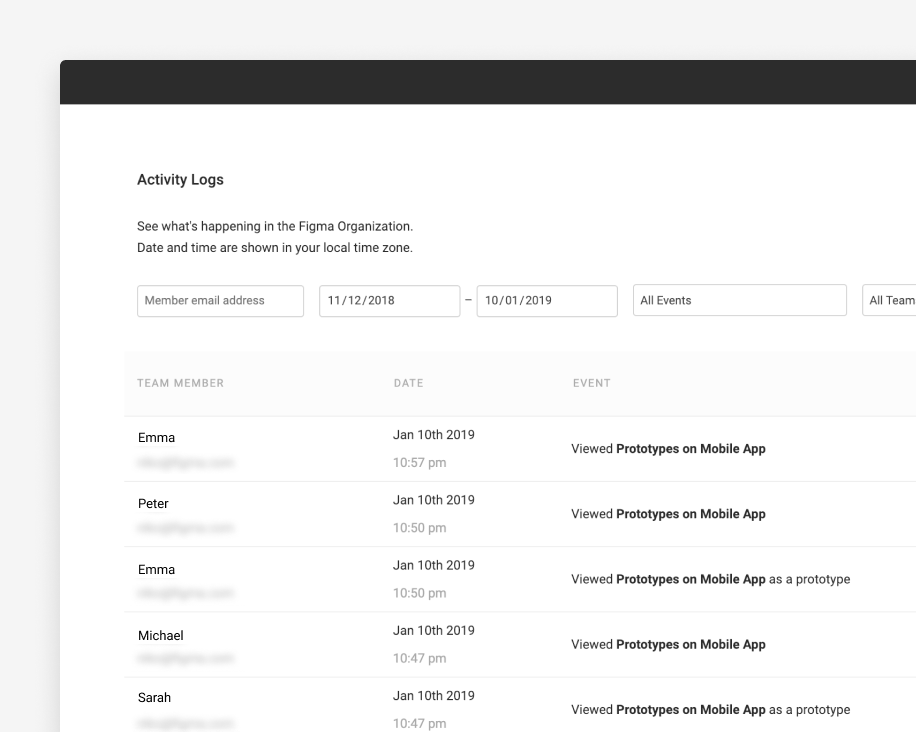 Activity Logs
See what's happening in the Figma Organization.
Date and time are shown in your local time zone.
Member email address 11/12/2018 – 10/01/2019 All Events All Team
TEAM MEMBER DATE EVENT
Emma Jan 10th 2019 Viewed Prototypes on Mobile App
10:57 pm
Peter Jan 10th 2019 Viewed Prototypes on Mobile App
10:50 pm
Emma Jan 10th 2019 Viewed Prototypes on Mobile App as a prototype
10:50 pm
Michael Jan 10th 2019 Viewed Prototypes on Mobile App
10:47 pm
Sarah Jan 10th 2019 Viewed Prototypes on Mobile App as a prototype
10:47 pm